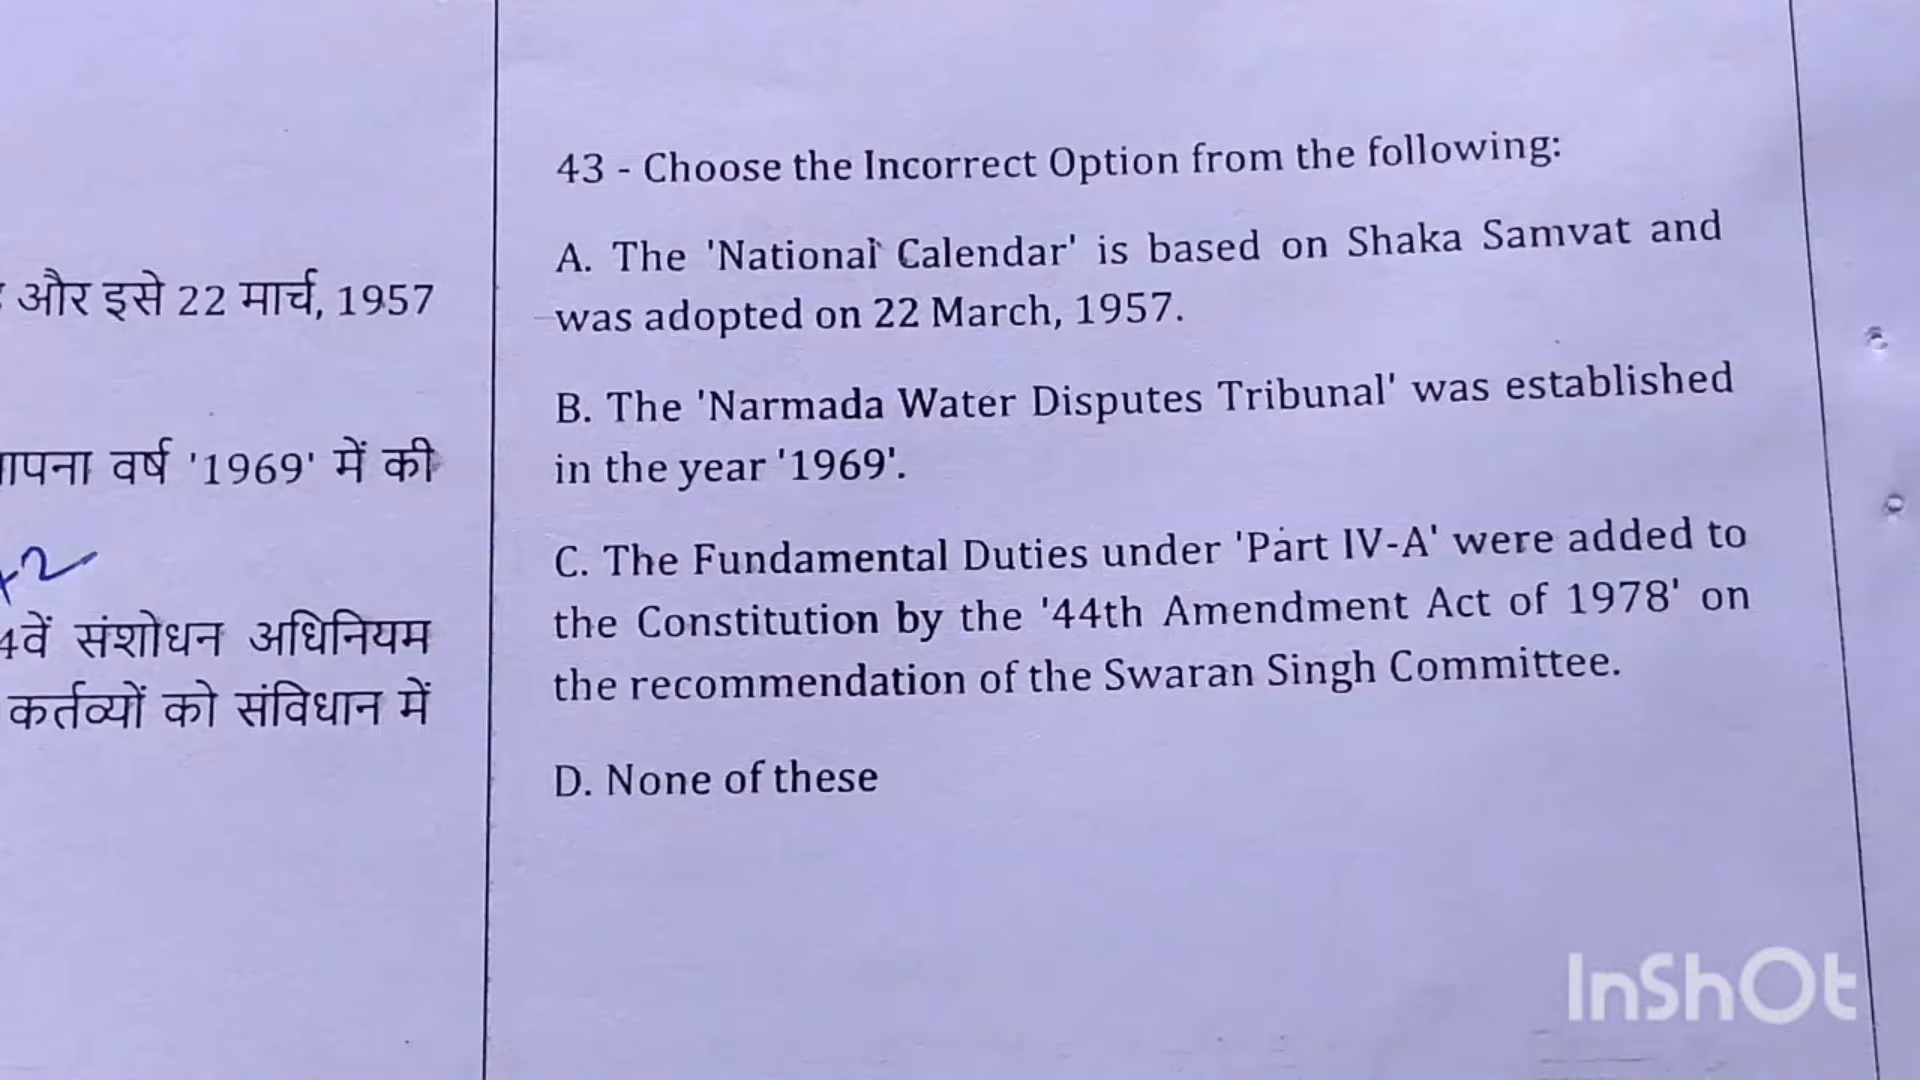 और इसे 22 मार्च, 1957
वर्ष '1969' में की
संशोधन अधिनियम
कर्तव्यों को संविधान में
43 - Choose the Incorrect Option from the following:
A. The 'National Calendar' is based on Shaka Samvat and
was adopted on 22 March, 1957.
B. The 'Narmada Water Disputes Tribunal' was established
in the year '1969'.
C. The Fundamental Duties under 'Part IV-A' were added to
the Constitution by the '44th Amendment Act of 1978' on
the recommendation of the Swaran Singh Committee.
D. None of these
InShOt